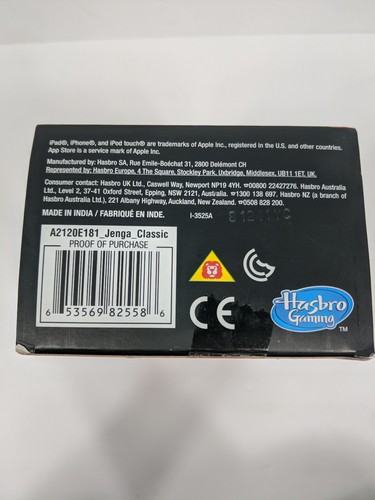 iPad®, iPhone®, and iPod touch® are trademarks of Apple Inc., registered in the U.S. and other countries.
App Store is a service mark of Apple Inc.
Manufactured by: Hasbro SA, Rue Emile-Boéchat 31, 2800 Delémont CH
Represented by: Hasbro Europe, 4 The Square, Stockley Park, Uxbridge, Middlesex, UB11 1ET. UK.
Consumer contact: Hasbro UK Ltd., Caswell Way, Newport NP19 4YH. ☎00800 22427276. Hasbro Australia
Ltd., Level 2, 37-41 Oxford Street, Epping, NSW 2121, Australia. ☎1300 138 697. Hasbro NZ (a branch of
Hasbro Australia Ltd.), 221 Albany Highway, Auckland, New Zealand. ☎0508 828 200.
MADE IN INDIA / FABRIQUÉ EN INDE. I-3525A
A2120E181_Jenga_Classic
PROOF OF PURCHASE
6 53569 82558 6
CE
Hasbro
Gaming
TM